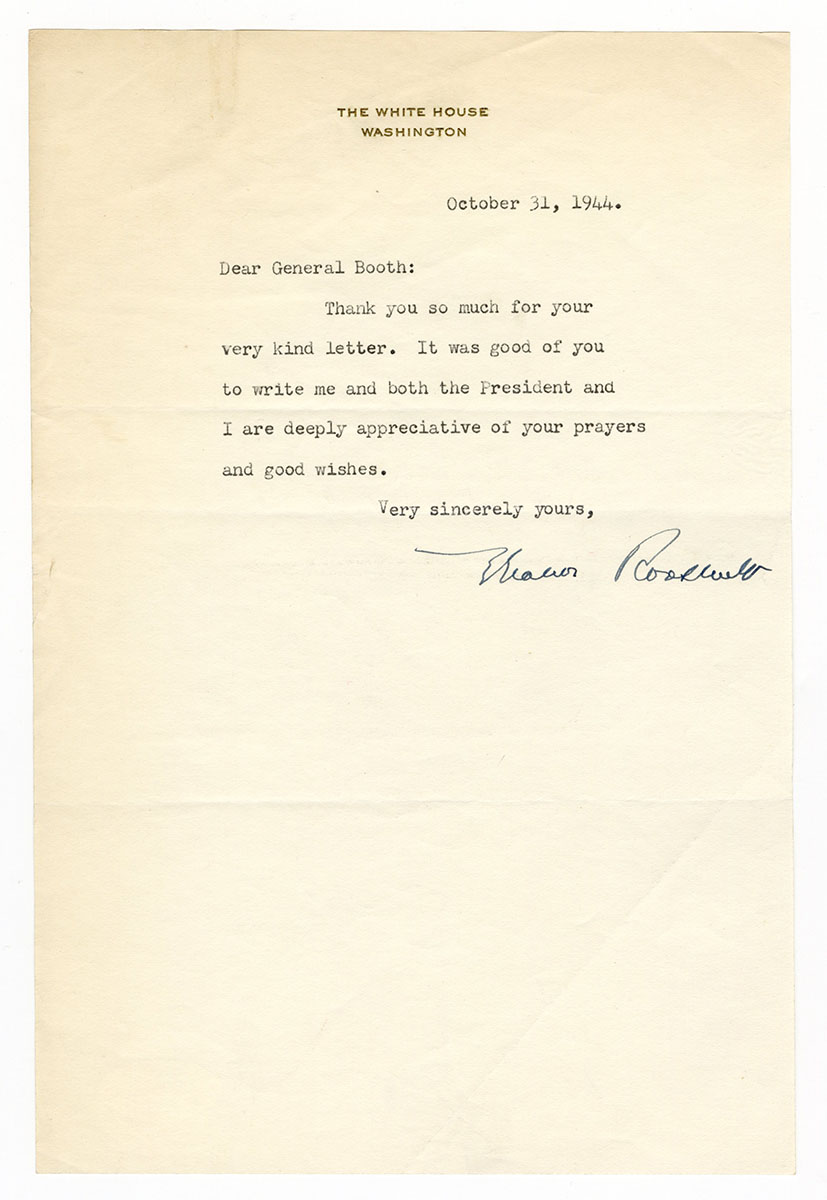 THE WHITE HOUSE
WASHINGTON
October 31, 1944.
Dear General Booth:
Thank you so much for your
very kind letter. It was good of you
to write me and both the President and
I are deeply appreciative of your prayers
and good wishes.
Very sincerely yours,
Eleanor Roosevelt